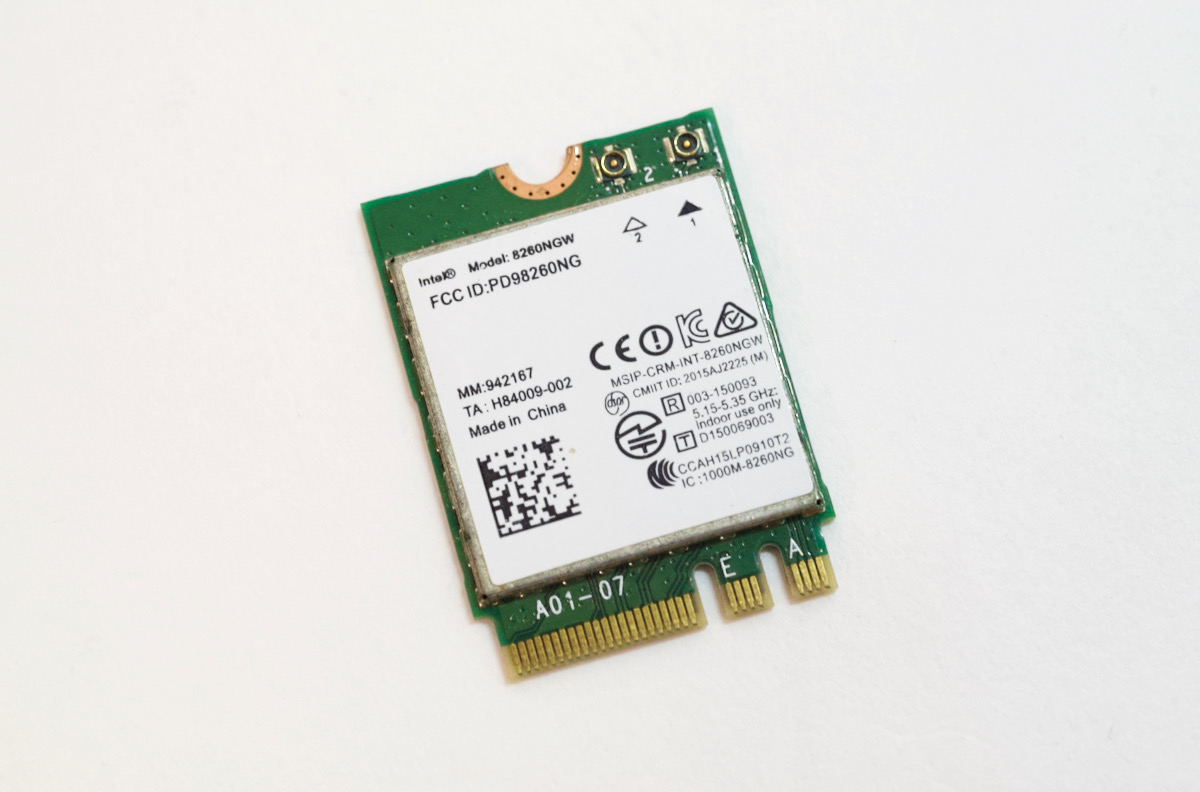 2
2
1
Intel® Model: 8260NGW
FCC ID:PD98260NG
CE
MSIP-CRM-INT-8260NGW
CMIIT ID: 2015AJ2225 (M)
R 003-150093
5.15-5.35 GHz:
indoor use only
T D150069003
CCAH15LP0910T2
IC :1000M-8260NG
MM:942167
TA : H84009-002
Made in China
A01-07
E
A